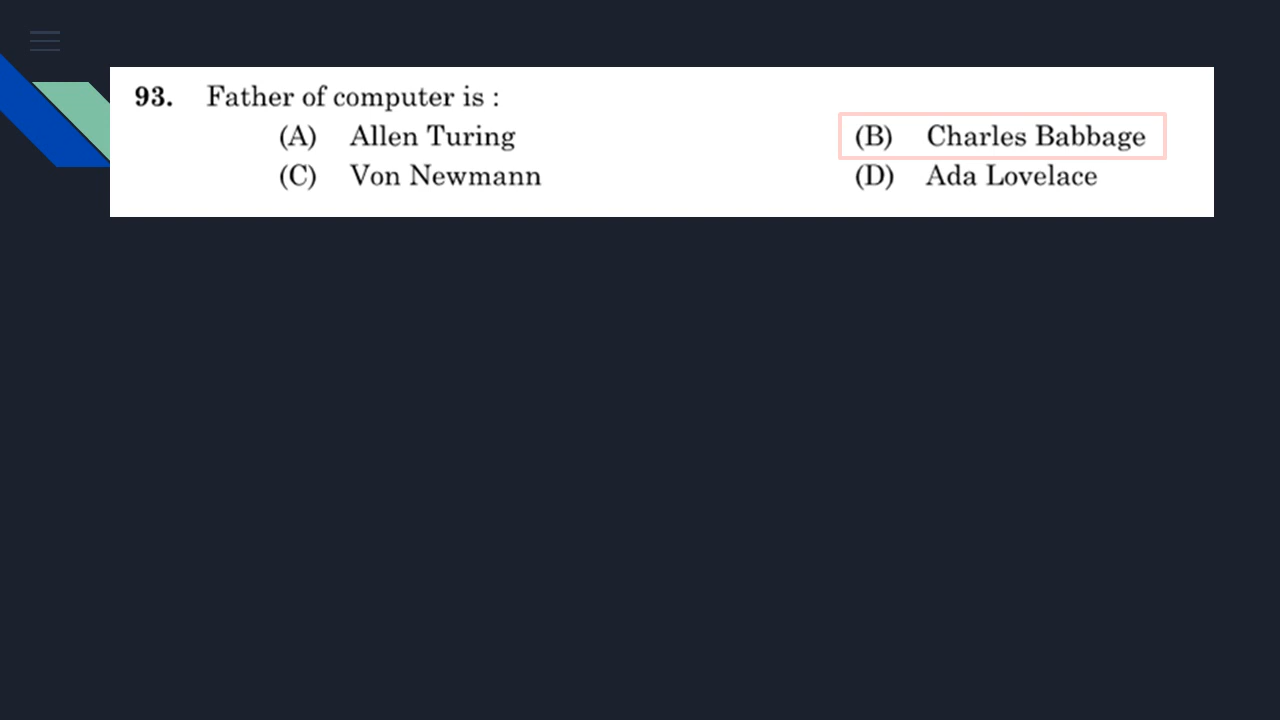 93. Father of computer is :
(A) Allen Turing (B) Charles Babbage
(C) Von Newmann (D) Ada Lovelace